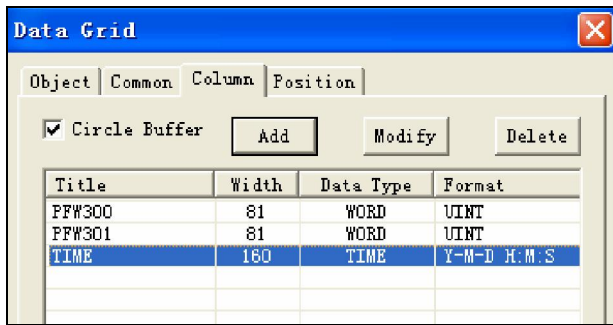 Data Grid
Object Common Column Position
Circle Buffer Add Modify Delete
Title Width Data Type Format
PFW300 81 WORD UINT
PFW301 81 WORD UINT
TIME 160 TIME Y-M-D H:M:S